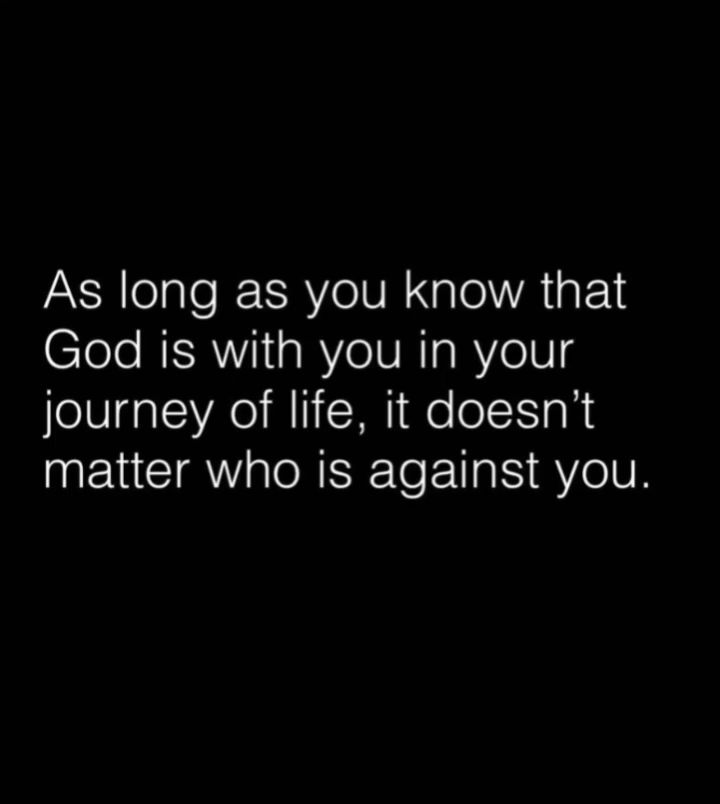 As long as you know that
God is with you in your
journey of life, it doesn’t
matter who is against you.